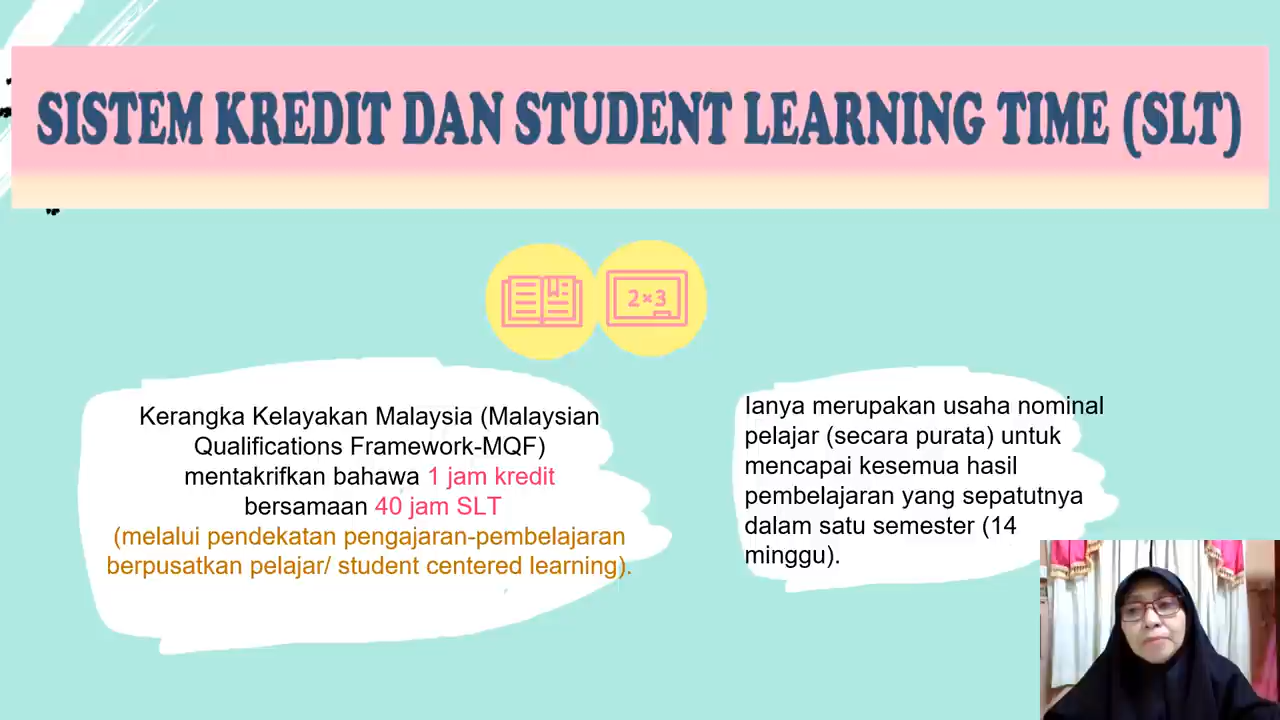 SISTEM KREDIT DAN STUDENT LEARNING TIME (SLT)
2×3
Kerangka Kelayakan Malaysia (Malaysian
Qualifications Framework-MQF)
mentakrifkan bahawa 1 jam kredit
bersamaan 40 jam SLT
(melalui pendekatan pengajaran-pembelajaran
berpusatkan pelajar/ student centered learning).
Ianya merupakan usaha nominal
pelajar (secara purata) untuk
mencapai kesemua hasil
pembelajaran yang sepatutnya
dalam satu semester (14
minggu).